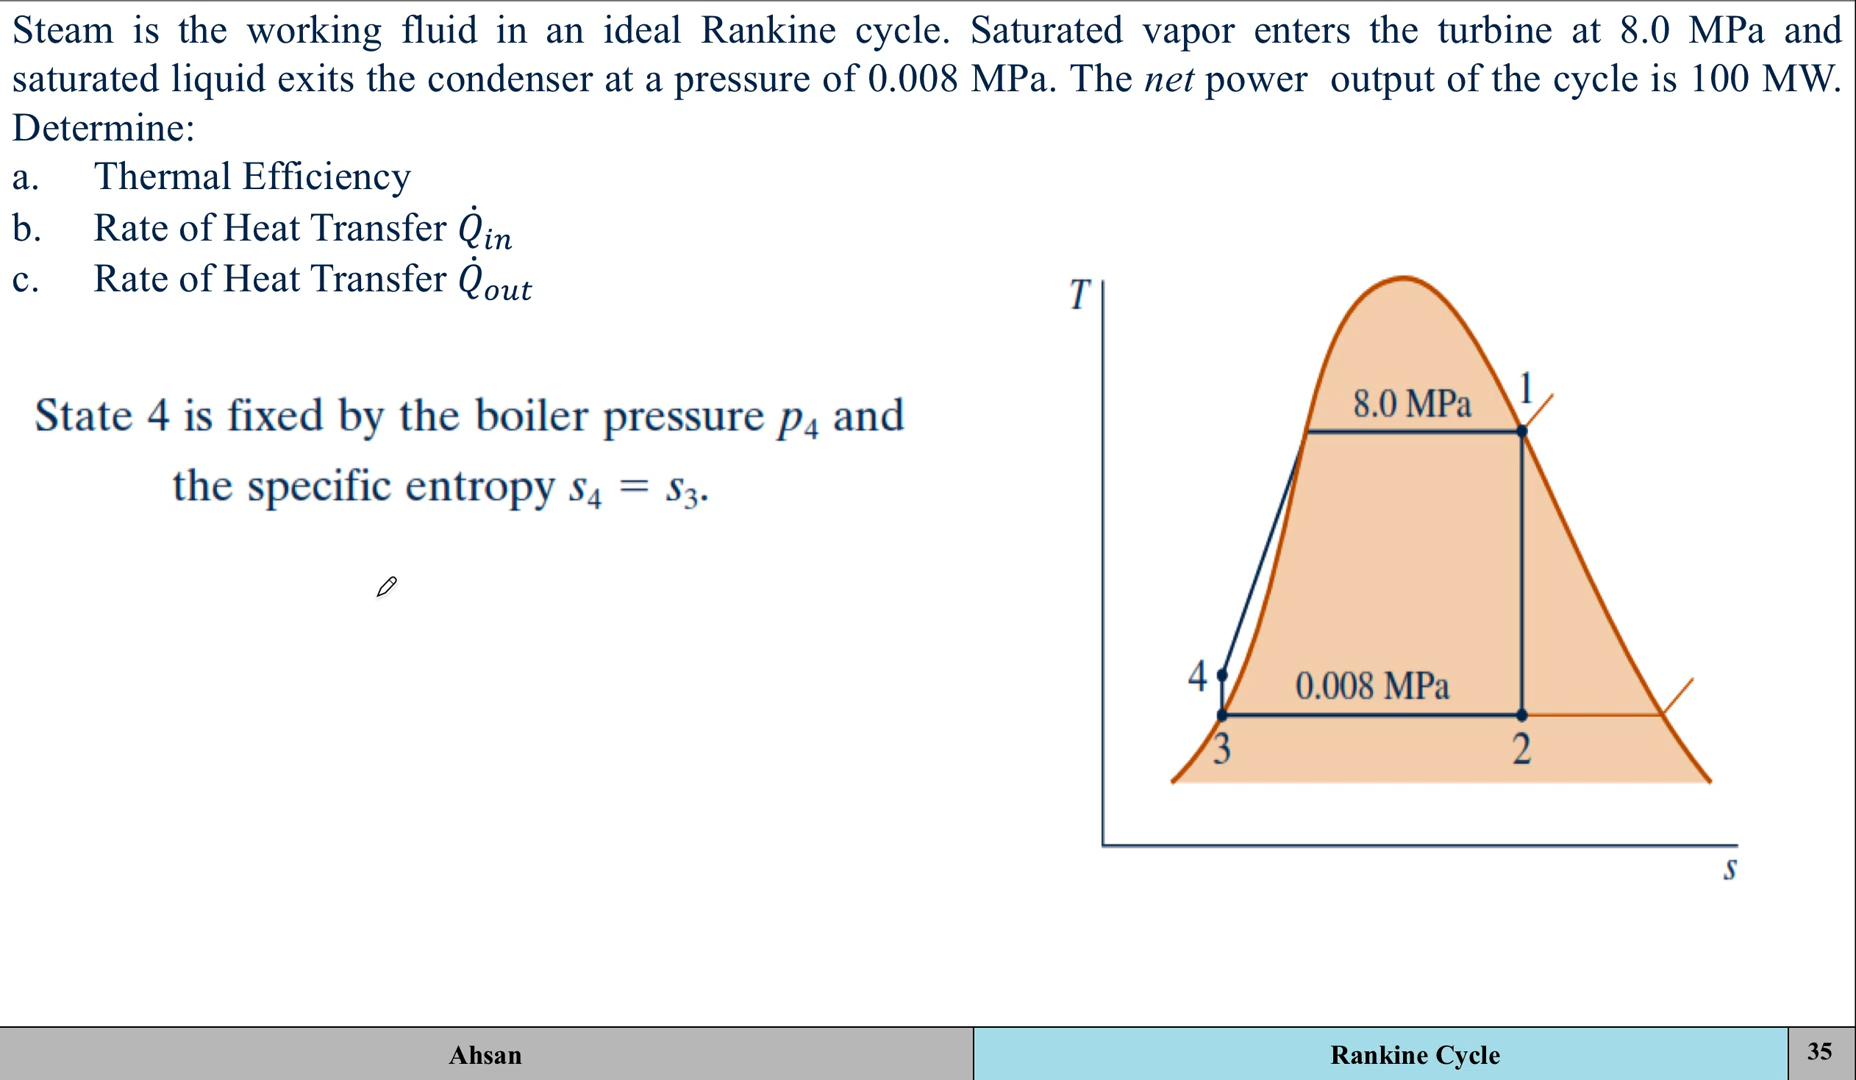 Steam is the working fluid in an ideal Rankine cycle. Saturated vapor enters the turbine at 8.0 MPa and
saturated liquid exits the condenser at a pressure of 0.008 MPa. The net power output of the cycle is 100 MW.
Determine:
a. Thermal Efficiency
b. Rate of Heat Transfer Q̇in
c. Rate of Heat Transfer Q̇out
State 4 is fixed by the boiler pressure p4 and
the specific entropy s4 = s3.
T
8.0 MPa
1
4
0.008 MPa
3
2
s
Ahsan
Rankine Cycle
35